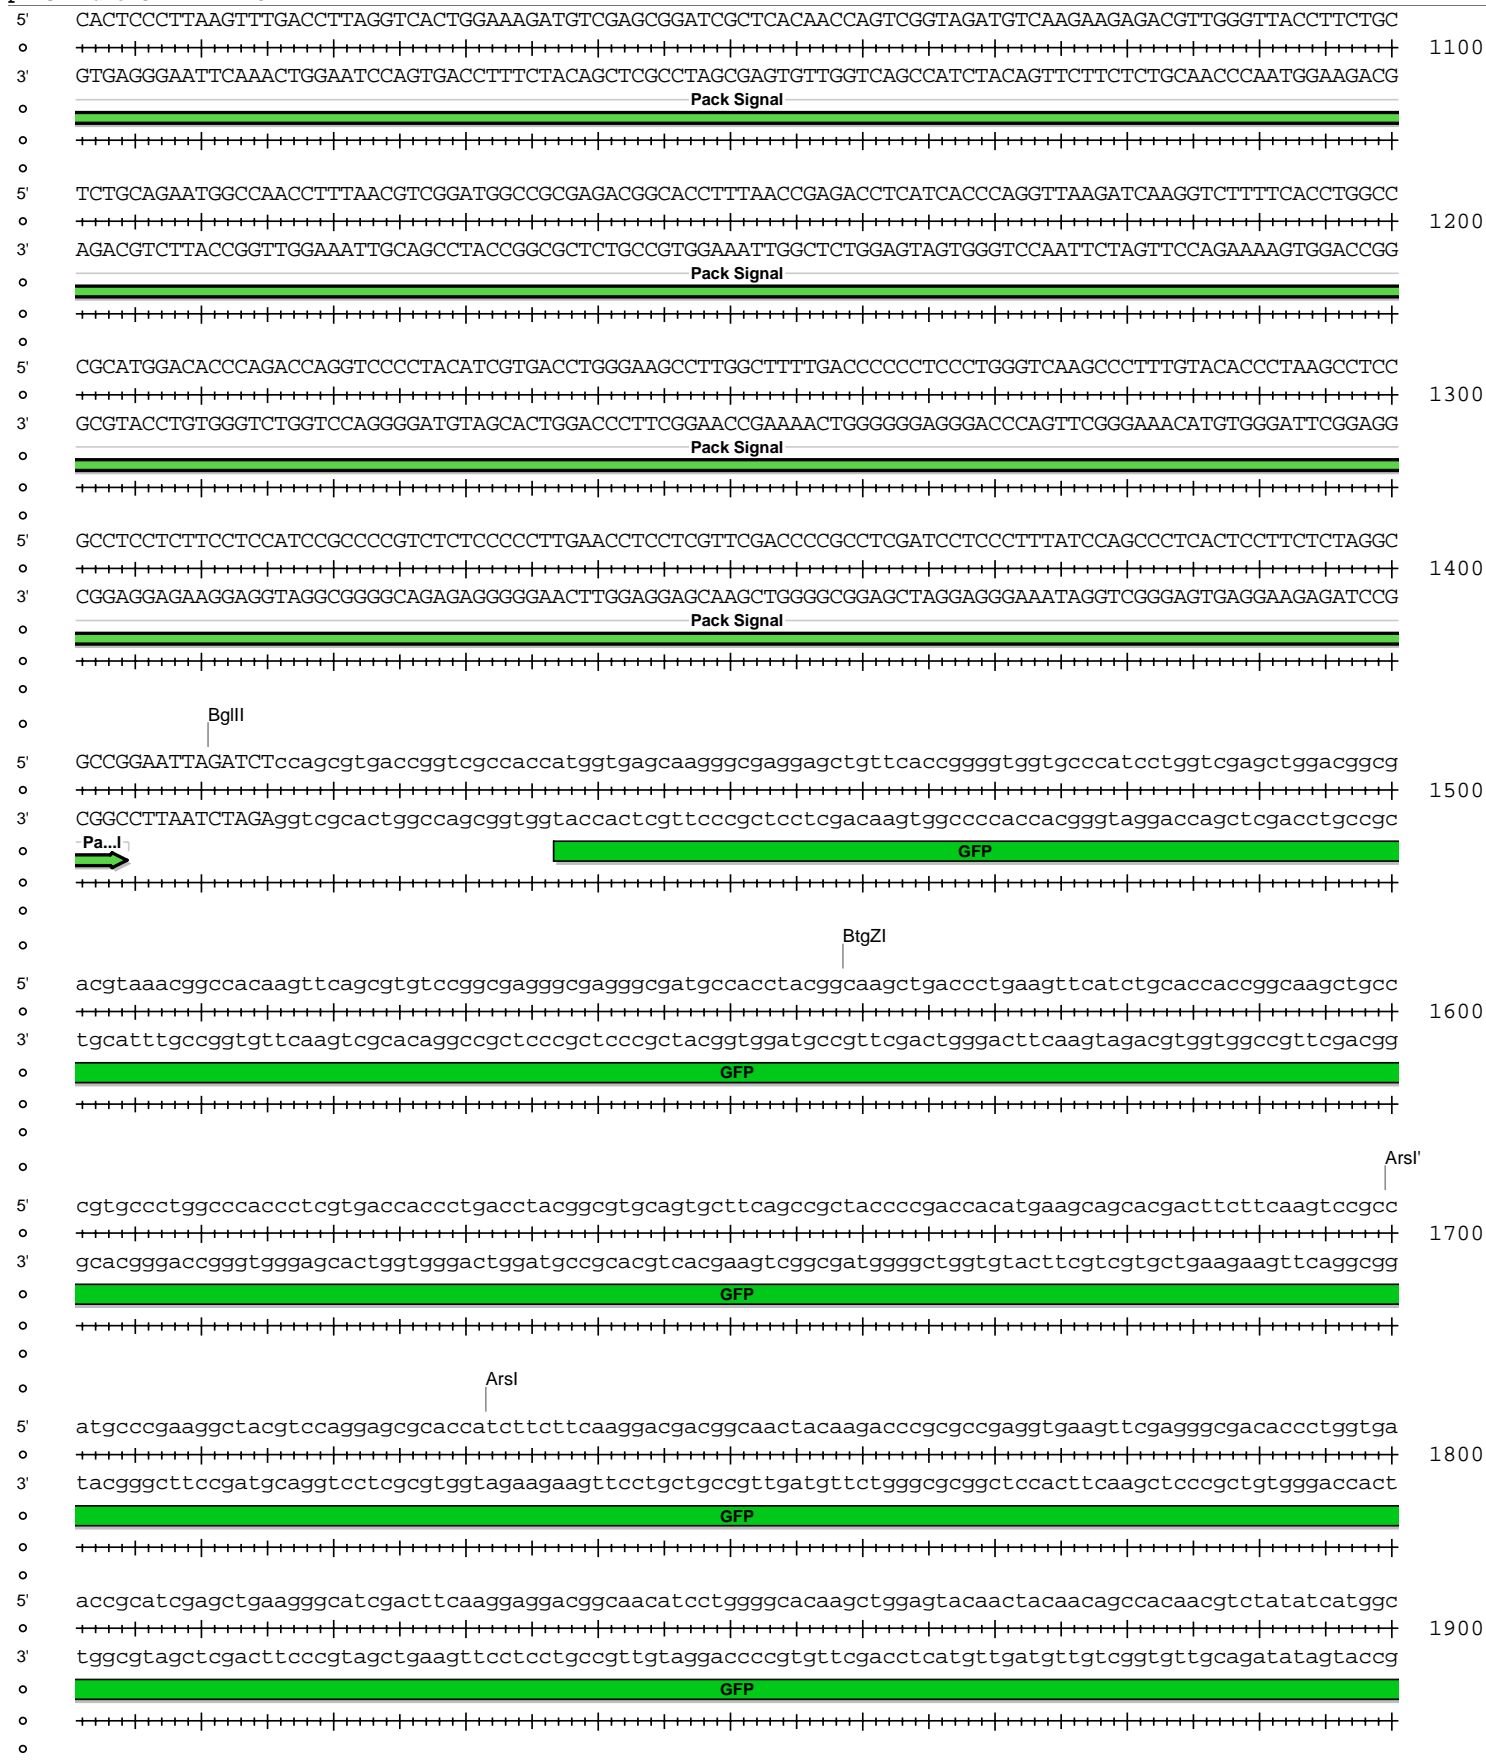 5' CACTCCCTTAAGTTTGACCTTAGGTCACTGGAAAGATGTCGAGCGGATCGCTCACAACCAGTCGGTAGATGTCAAGAAGAGACGTTGGGTTACCTTCTGC
1100
3' GTGAGGGAATTCAAACTGGAATCCAGTGACCTTTCTACAGCTCGCCTAGCGAGTGTTGGTCAGCCATCTACAGTTCTTCTCTGCAACCCAATGGAAGACG
Pack Signal
5' TCTGCAGAATGGCCAACCTTTAACGTCGGATGGCCGCGAGACGGCACCTTTAACCGAGACCTCATCACCCAGGTTAAGATCAAGGTCTTTTCACCTGGCC
1200
3' AGACGTCTTACCGGTTGGAAATTGCAGCCTACCGGCGCTCTGCCGTGGAAATTGGCTCTGGAGTAGTGGGTCCAATTCTAGTTCCAGAAAAGTGGACCGG
Pack Signal
5' CGCATGGACACCCAGACCAGGTCCCCTACATCGTGACCTGGGAAGCCTTGGCTTTTGACCCCCCTCCCTGGGTCAAGCCCTTTGTACACCCTAAGCCTCC
1300
3' GCGTACCTGTGGGTCTGGTCCAGGGGATGTAGCACTGGACCCTTCGGAACCGAAAACTGGGGGGAGGGACCCAGTTCGGGAAACATGTGGGATTCGGAGG
Pack Signal
5' GCCTCCTCTTCCTCCATCCGCCCCGTCTCTCCCCCTTGAACCTCCTCGTTCGACCCCGCCTCGATCCTCCCTTTATCCAGCCCTCACTCCTTCTCTAGGC
1400
3' CGGAGGAGAAGGAGGTAGGCGGGGCAGAGAGGGGGAACTTGGAGGAGCAAGCTGGGGCGGAGCTAGGAGGGAAATAGGTCGGGAGTGAGGAAGAGATCCG
Pack Signal
BglII
5' GCCGGAATTAGATCTccagcgtgaccggtcgccaccatggtgagcaagggcgaggagctgttcaccggggtggtgcccatcctggtcgagctggacggcg
1500
3' CGGCCTTAATCTAGAggtcgcactggccagcggtggtaccactcgttcccgctcctcgacaagtggccccaccacgggtaggaccagctcgacctgccgc
Pa...l GFP
BtgZI
5' acgtaaacggccacaagttcagcgtgtccggcgagggcgagggcgatgccacctacggcaagctgaccctgaagttcatctgcaccaccggcaagctgcc
1600
3' tgcatttgccggtgttcaagtcgcacaggccgctcccgctcccgctacggtggatgccgttcgactgggacttcaagtagacgtggtggccgttcgacgg
GFP
ArsI'
5' cgtgccctggcccaccctcgtgaccaccctgacctacggcgtgcagtgcttcagccgctaccccgaccacatgaagcagcacgacttcttcaagtccgcc
1700
3' gcacgggaccgggtgggagcactggtgggactggatgccgcacgtcacgaagtcggcgatggggctggtgtacttcgtcgtgctgaagaagttcaggcgg
GFP
ArsI
5' atgcccgaaggctacgtccaggagcgcaccatcttcttcaaggacgacggcaactacaagacccgcgccgaggtgaagttcgagggcgacaccctggtga
1800
3' tacgggcttccgatgcaggtcctcgcgtggtagaagaagttcctgctgccgttgatgttctgggcgcggctccacttcaagctcccgctgtgggaccact
GFP
5' accgcatcgagctgaagggcatcgacttcaaggaggacggcaacatcctggggcacaagctggagtacaactacaacagccacaacgtctatatcatggc
1900
3' tggcgtagctcgacttcccgtagctgaagttcctcctgccgttgtaggaccccgtgttcgacctcatgttgatgttgtcggtgttgcagatatagtaccg
GFP